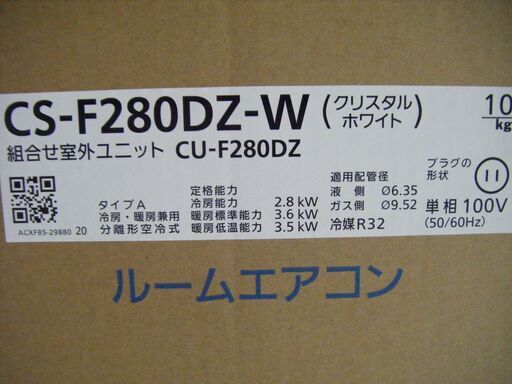 CS-F280DZ-W (クリスタルホワイト) 10kg
組合せ室外ユニット CU-F280DZ
タイプA
冷房・暖房兼用
分離形空冷式
定格能力
冷房能力 2.8 kW
暖房標準能力 3.6 kW
暖房低温能力 3.5 kW
適用配管径
液 側 Ø6.35
ガス側 Ø9.52
冷媒R32
プラグの形状
単相100V
(50/60Hz)
ACXF85-29880 20
ルームエアコン